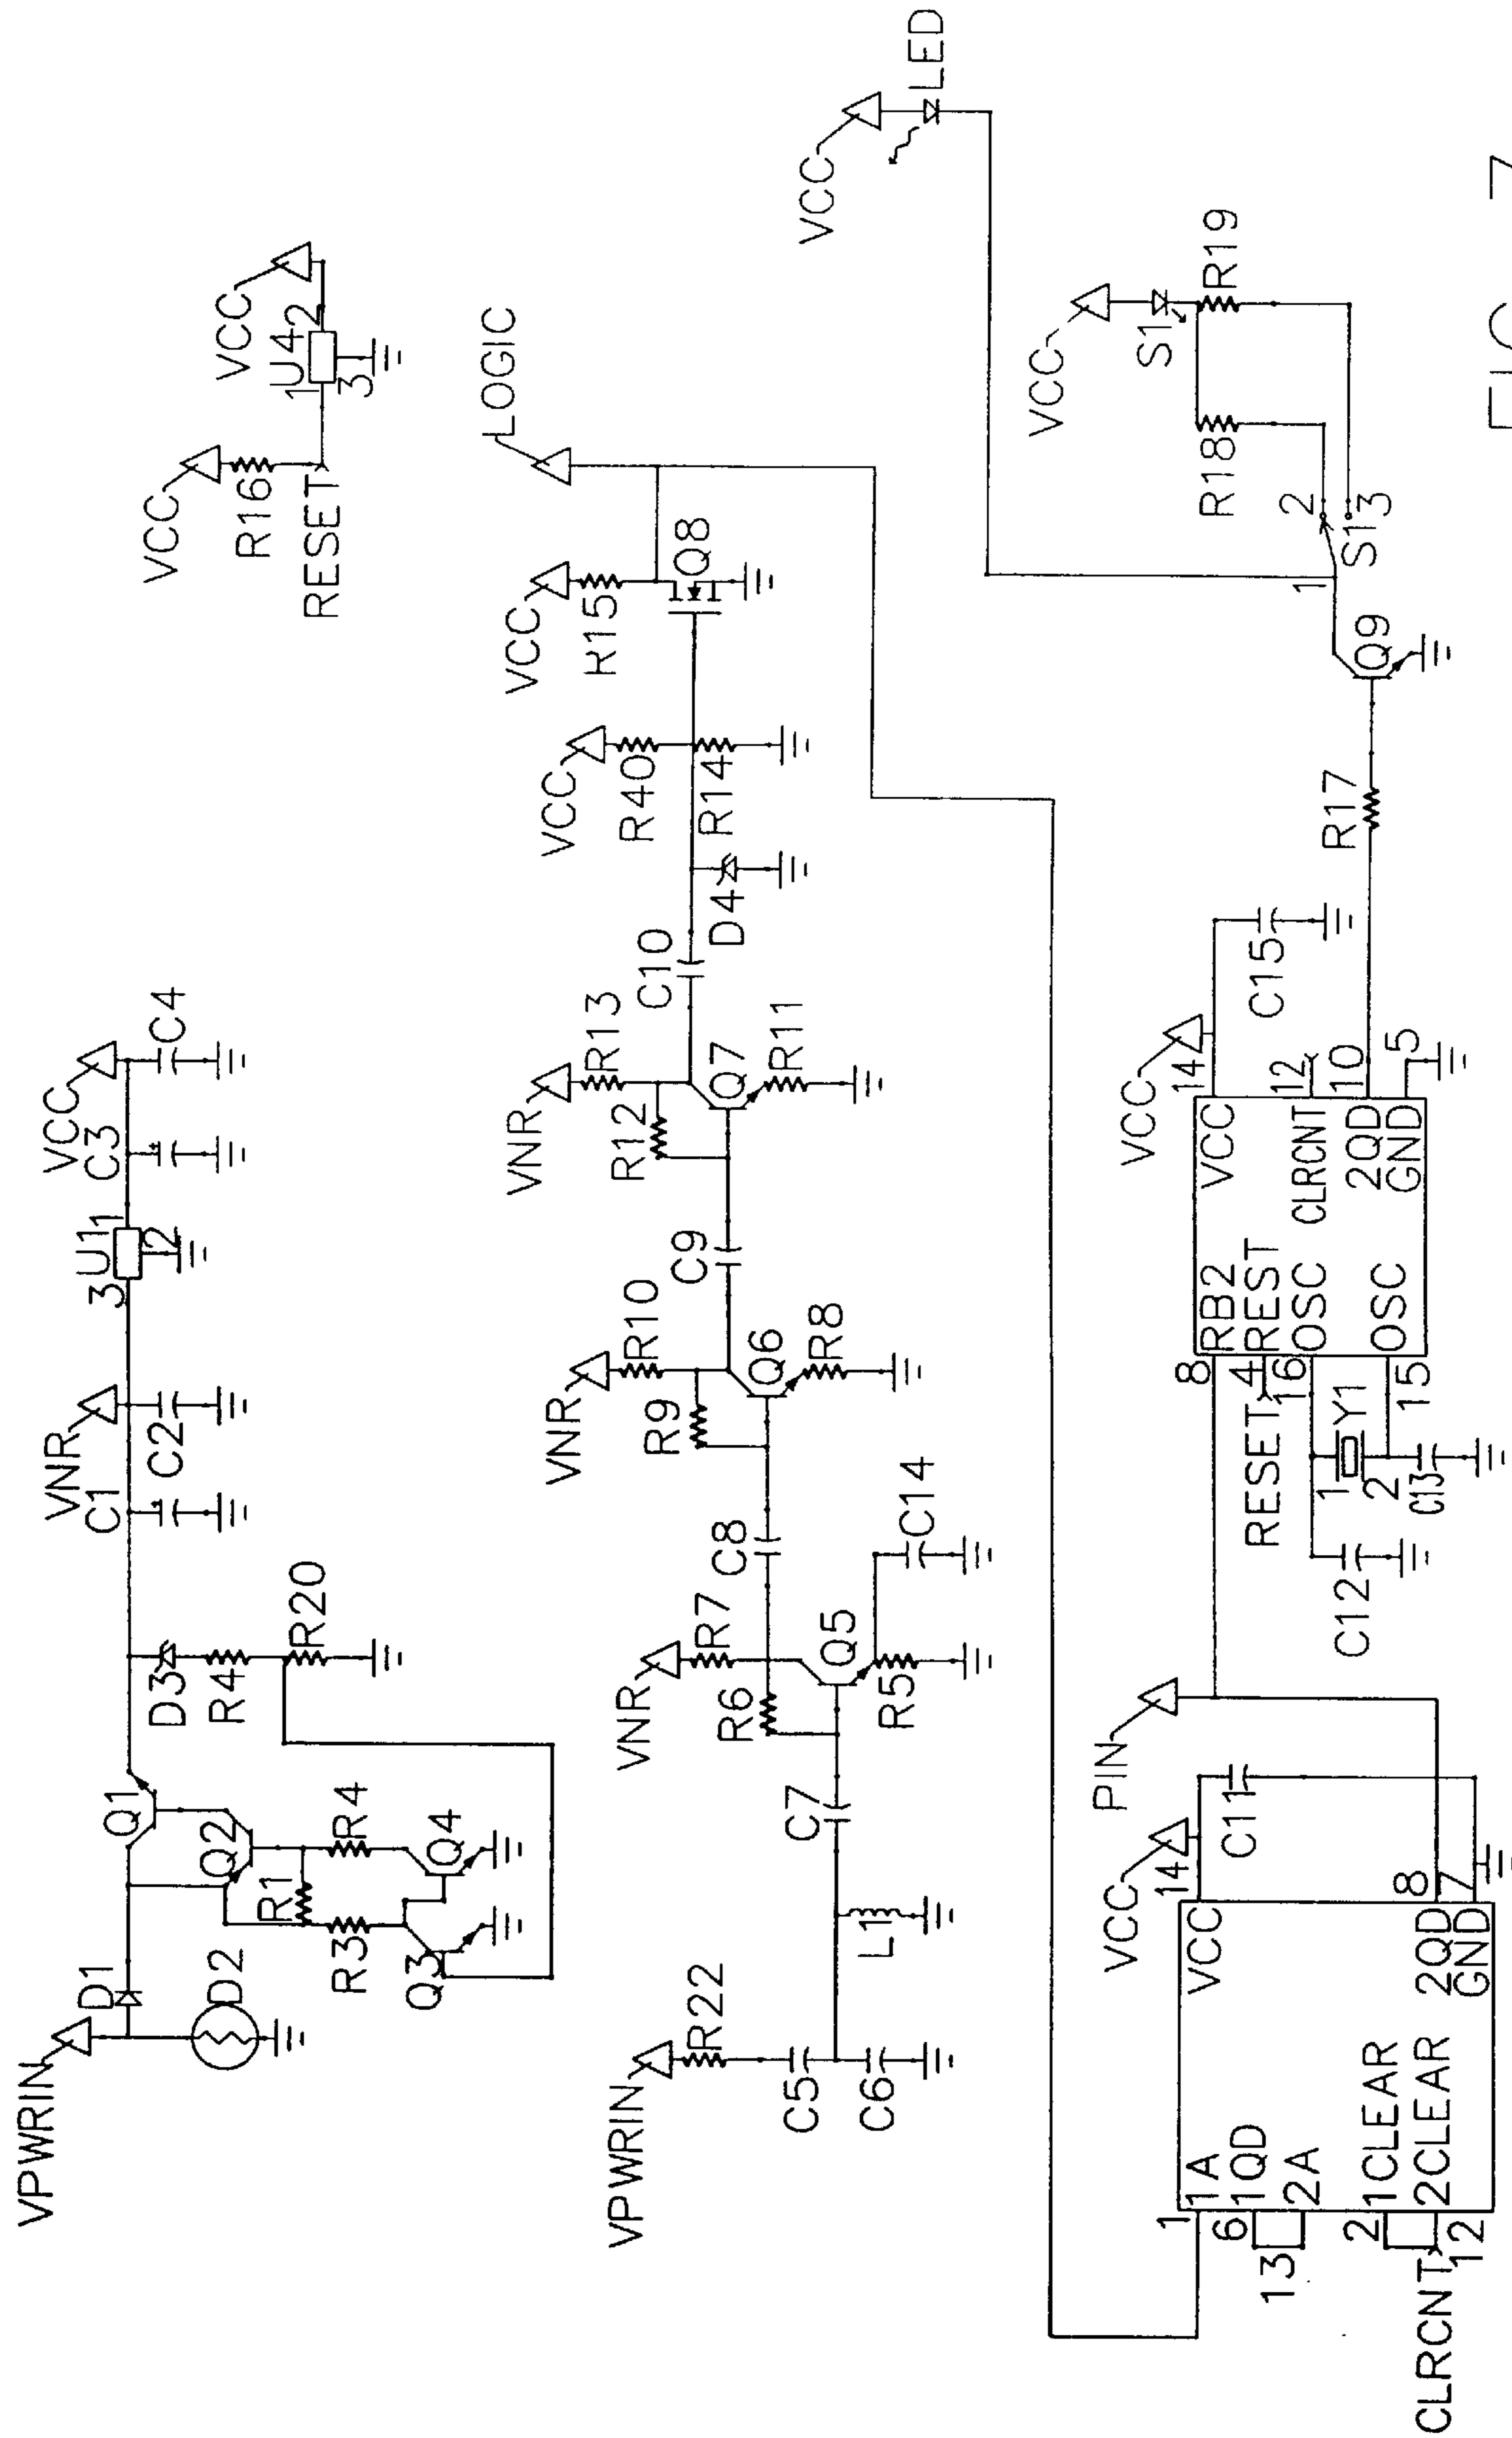 VPWRIN
D1
D2
Q1
Q2
R1
R3
R4
Q3
Q4
D3
R4
R20
C1
VNR
C2
3
U1
1
2
C3
VCC
C4
VCC
R16
RESET
1
U4
2
3
VCC
VPWRIN
R22
C5
C6
L1
C7
VNR
R6
R7
Q5
R5
C14
C8
VNR
R9
R10
Q6
R8
C9
VNR
R12
R13
Q7
R11
C10
D4
VCC
R40
R14
VCC
R15
Q8
LOGIC
VCC
LED
1
1A
6
1QD
13
2A
2
1CLEAR
2CLEAR
12
CLRCNT
VCC
14
VCC
C11
2QD
8
GND
7
PIN
8
RB2
RESET
4
REST
16
OSC
OSC
15
1
Y1
2
C12
C13
VCC
14
VCC
C15
CLRCNT
12
2QD
10
GND
5
R17
Q9
1
S1
2
3
R18
R19
VCC
S1